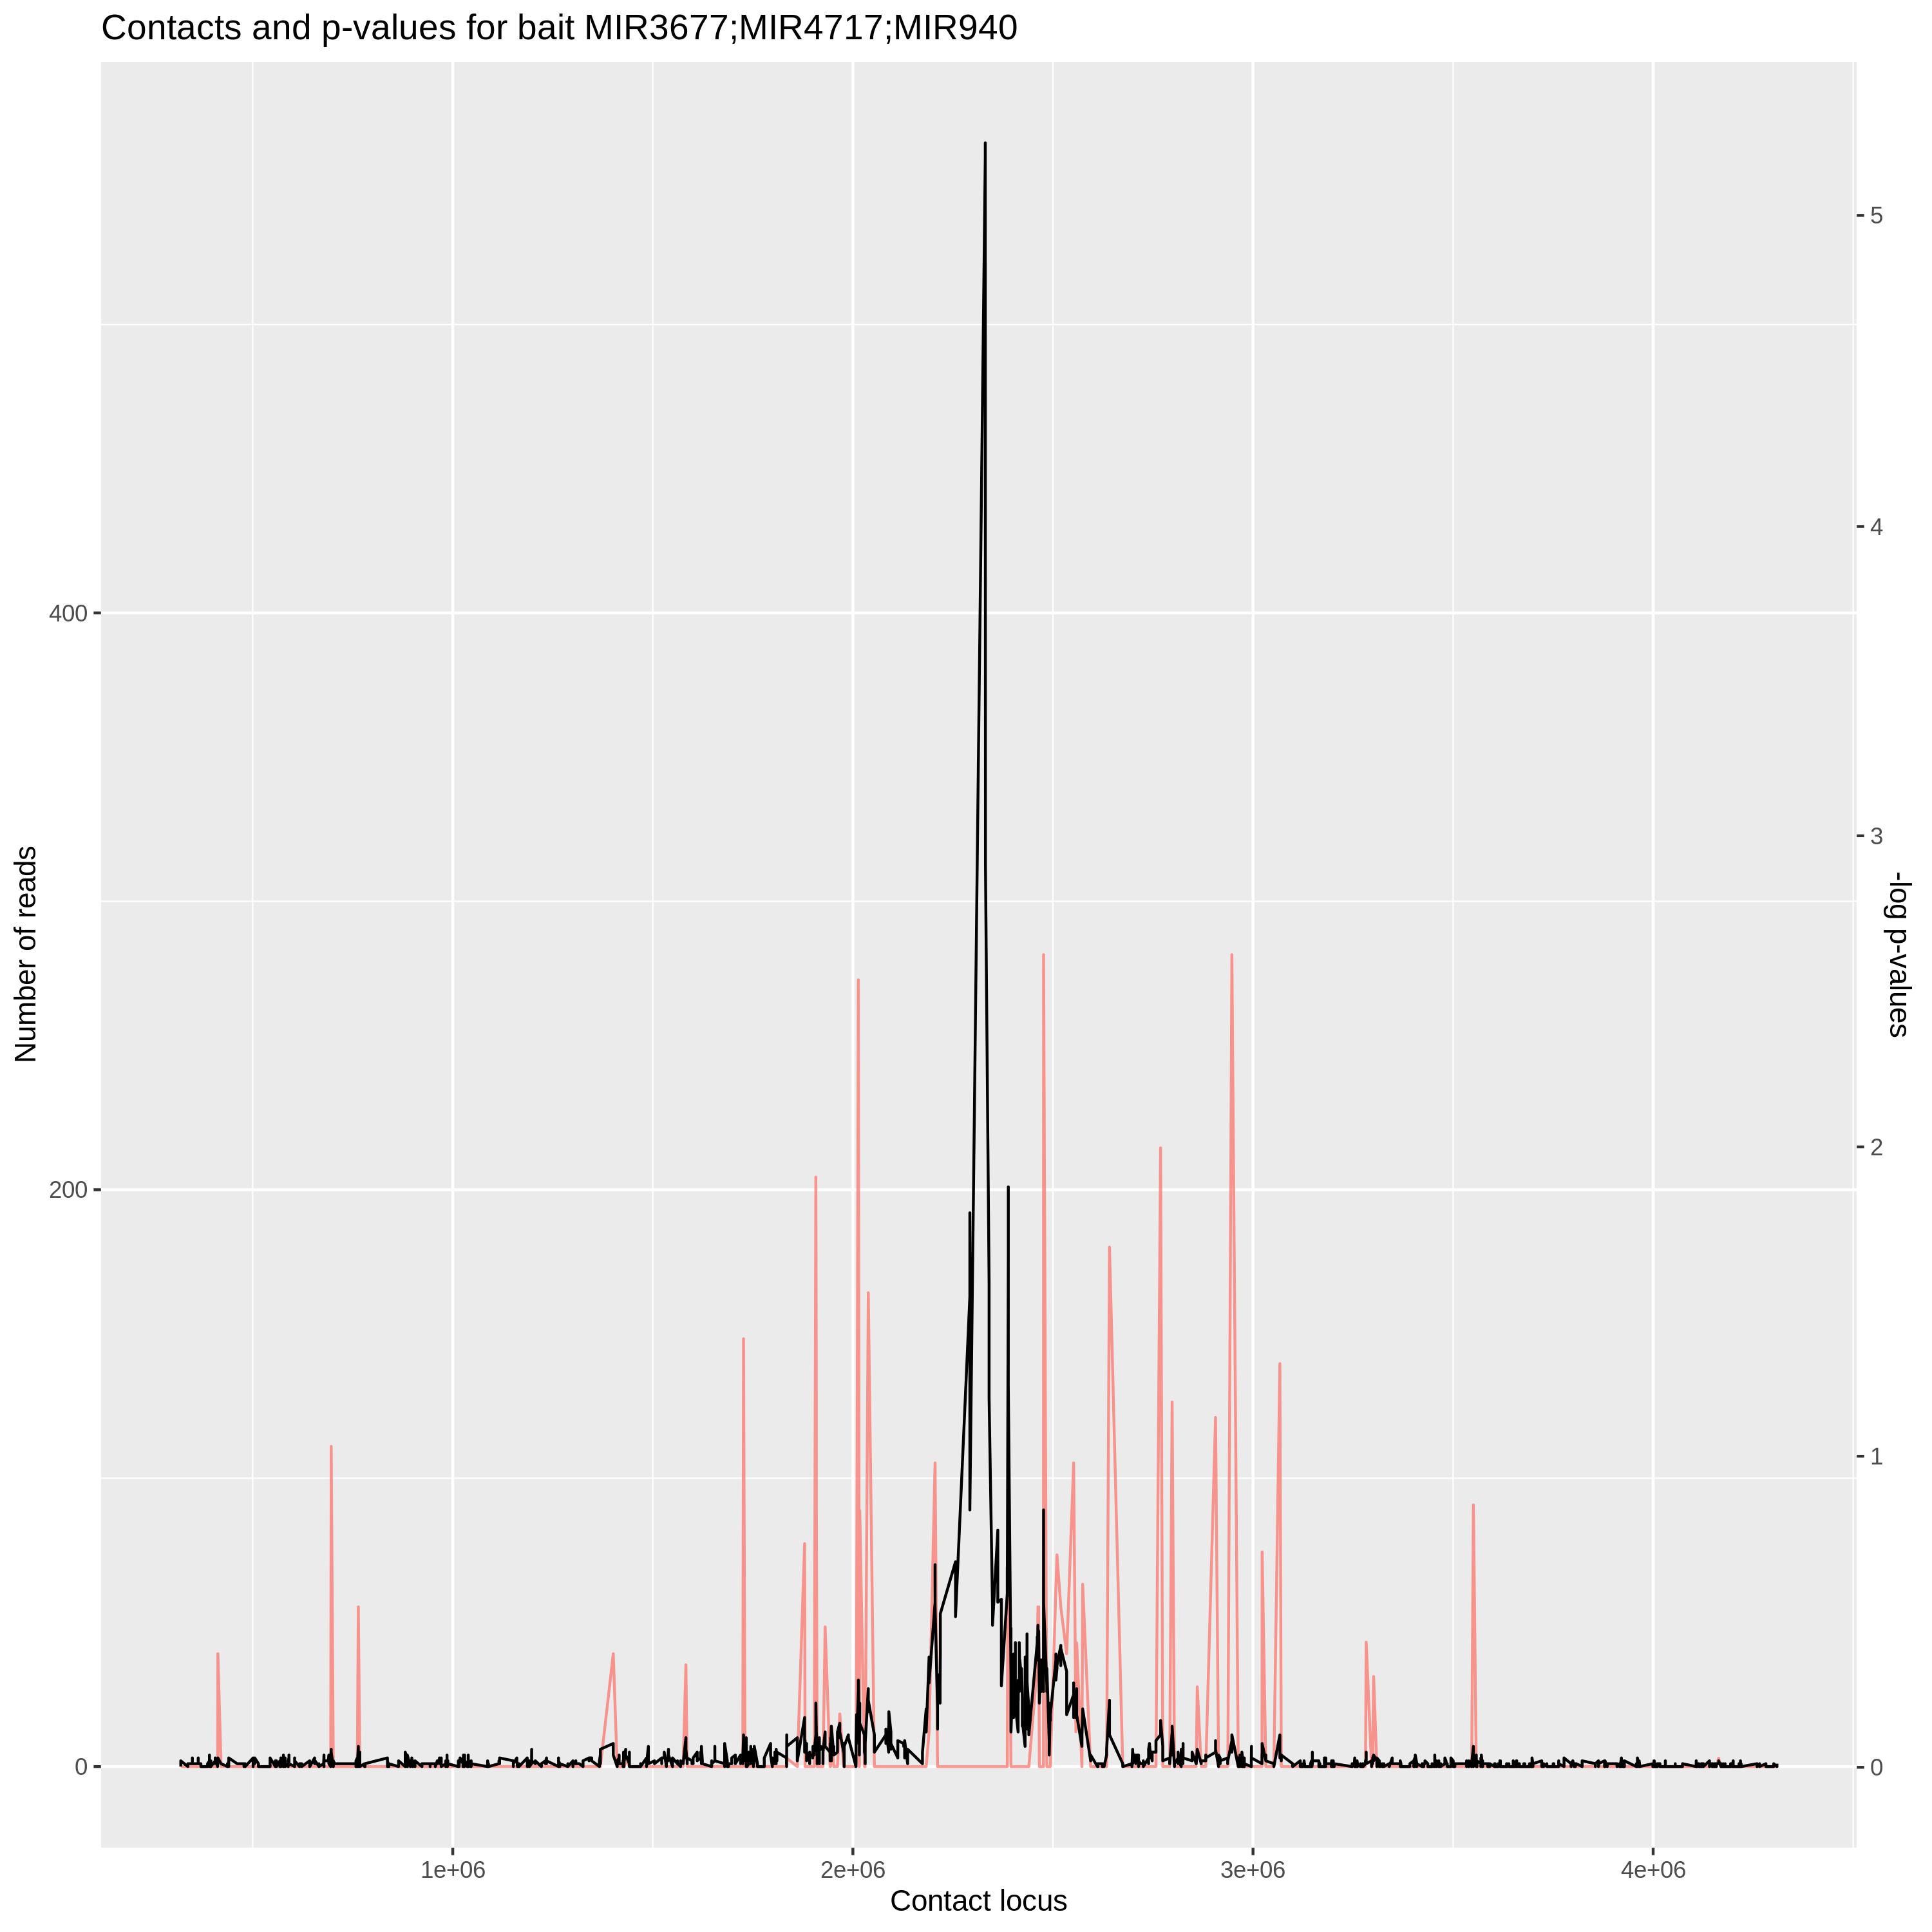 Contacts and p-values for bait MIR3677;MIR4717;MIR940
Number of reads
400
200
0
5
4
3
2
1
0
-log p-values
1e+06 2e+06 3e+06 4e+06
Contact locus